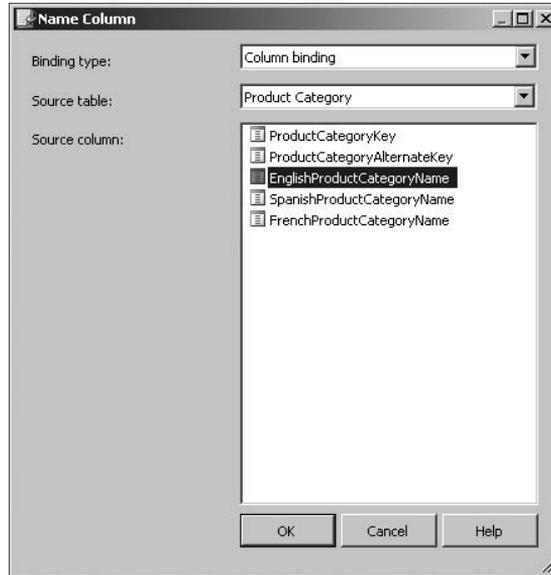 Name Column
Binding type: Column binding
Source table: Product Category
Source column: ProductCategoryKey
ProductCategoryAlternateKey
EnglishProductCategoryName
SpanishProductCategoryName
FrenchProductCategoryName
OK Cancel Help